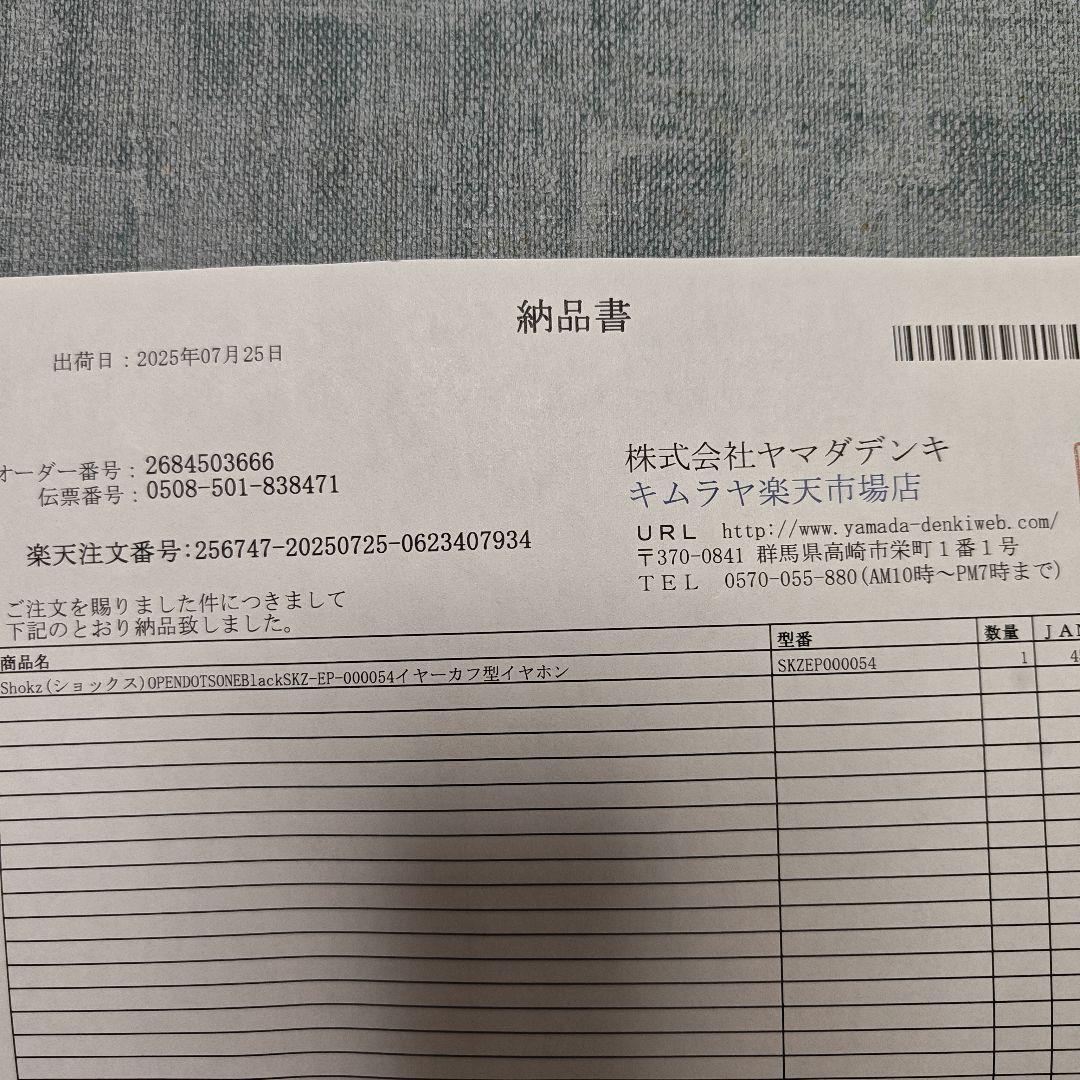 納品書
出荷日：2025年07月25日
オーダー番号：2684503666
伝票番号：0508-501-838471
楽天注文番号：256747-20250725-0623407934
株式会社ヤマダデンキ
キムラヤ楽天市場店
ＵＲＬ http://www.yamada-denkiweb.com/
〒370-0841 群馬県高崎市栄町１番１号
ＴＥＬ 0570-055-880(AM10時～PM7時まで)
ご注文を賜りました件につきまして
下記のとおり納品致しました。
商品名 型番 数量 ＪＡＮ
Shokz(ショックス)OPENDOTSONEBlackSKZ-EP-000054イヤーカフ型イヤホン SKZEP000054 1